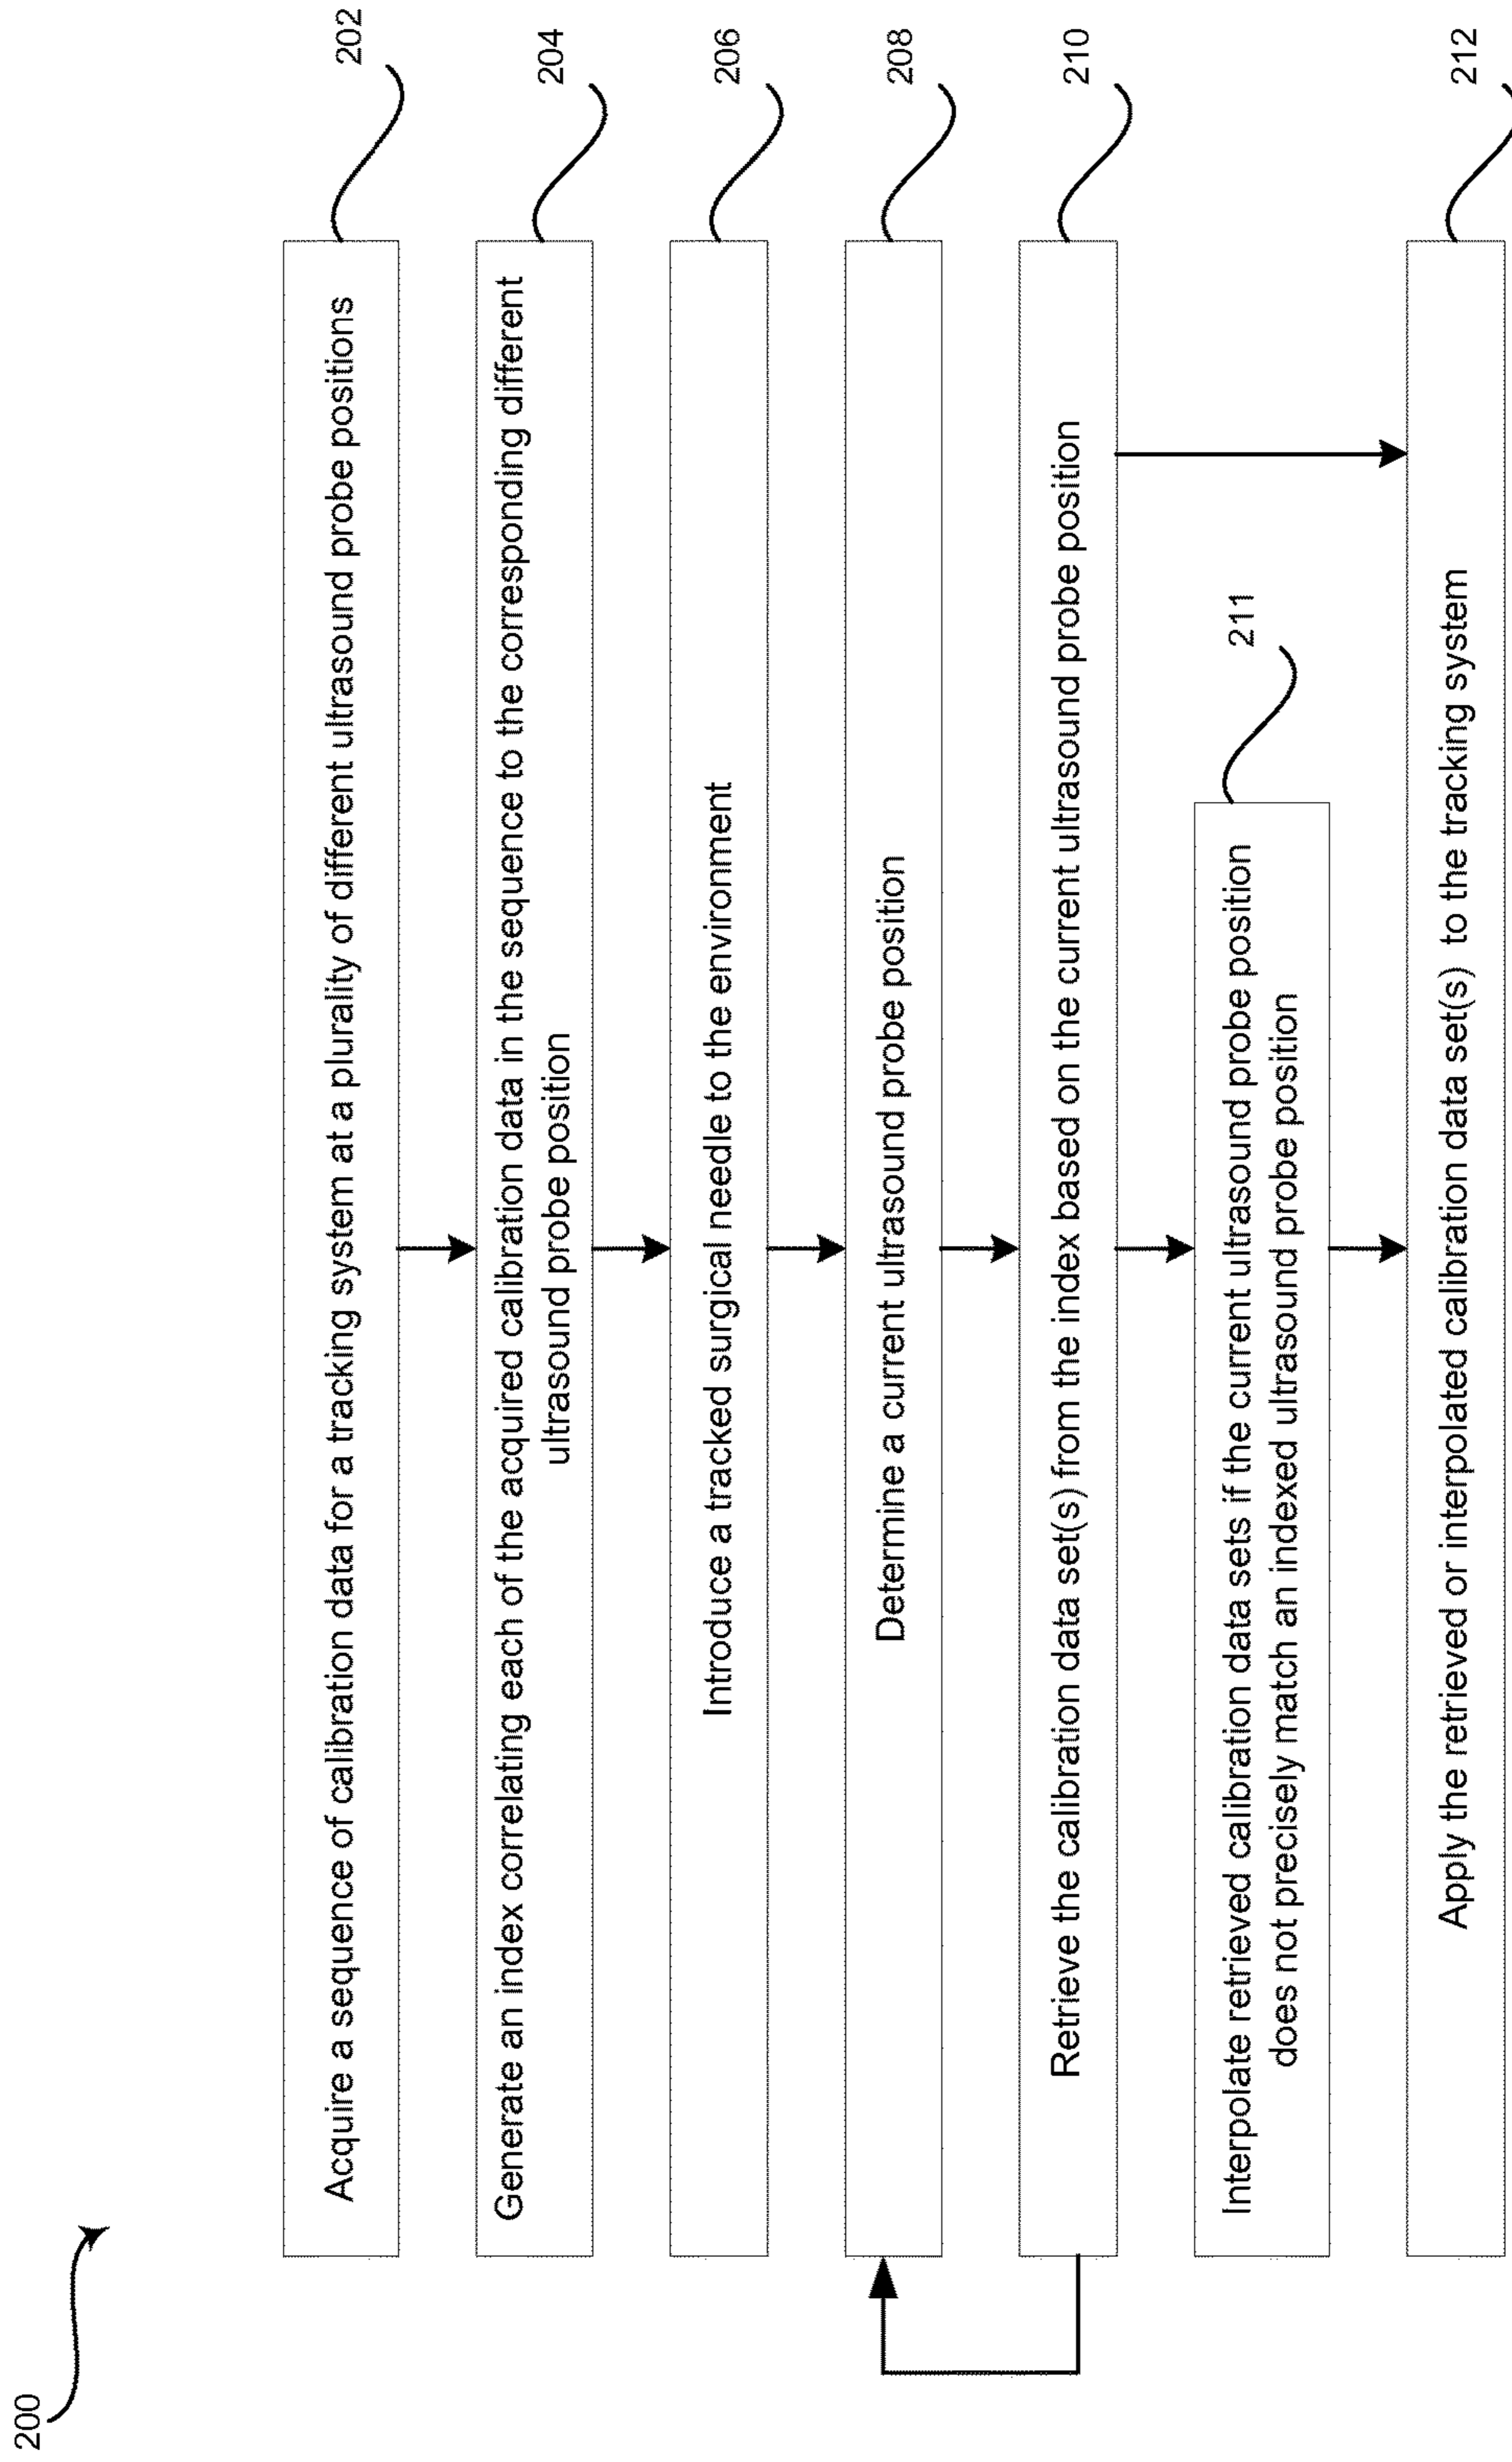 200
Acquire a sequence of calibration data for a tracking system at a plurality of different ultrasound probe positions
202
Generate an index correlating each of the acquired calibration data in the sequence to the corresponding different
ultrasound probe position
204
Introduce a tracked surgical needle to the environment
206
Determine a current ultrasound probe position
208
Retrieve the calibration data set(s) from the index based on the current ultrasound probe position
210
Interpolate retrieved calibration data sets if the current ultrasound probe position
does not precisely match an indexed ultrasound probe position
211
Apply the retrieved or interpolated calibration data set(s) to the tracking system
212